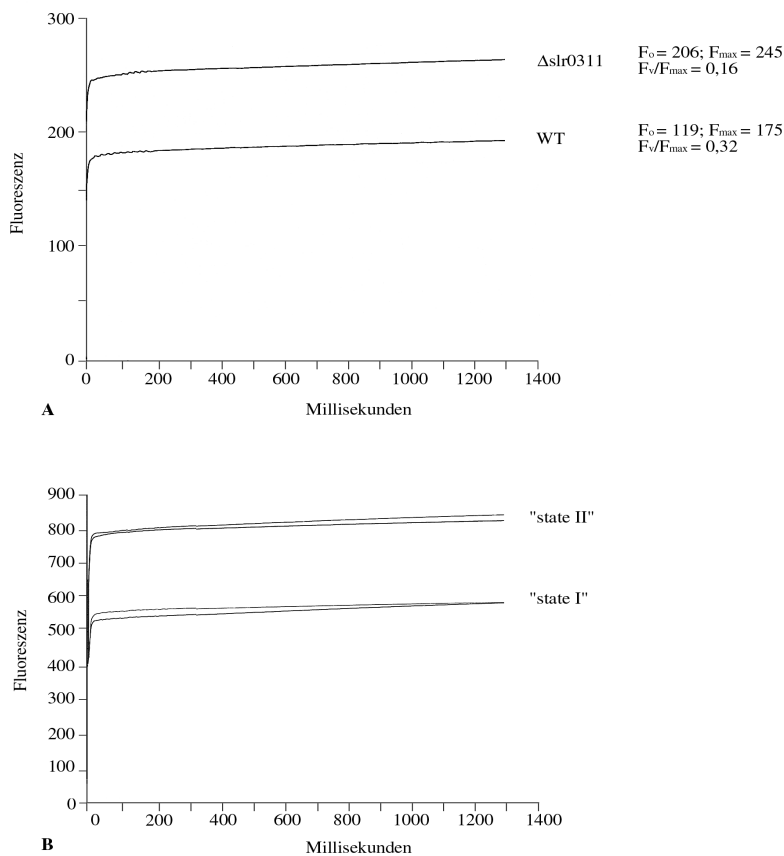 300
Δslr0311
Fo = 206; Fmax = 245
Fv/Fmax = 0,16
200
WT
Fo = 119; Fmax = 175
Fv/Fmax = 0,32
Fluoreszenz
100
0
0 200 400 600 800 1000 1200 1400
A
Millisekunden
900
800
"state II"
700
600
"state I"
500
Fluoreszenz
400
300
200
100
0
0 200 400 600 800 1000 1200 1400
B
Millisekunden